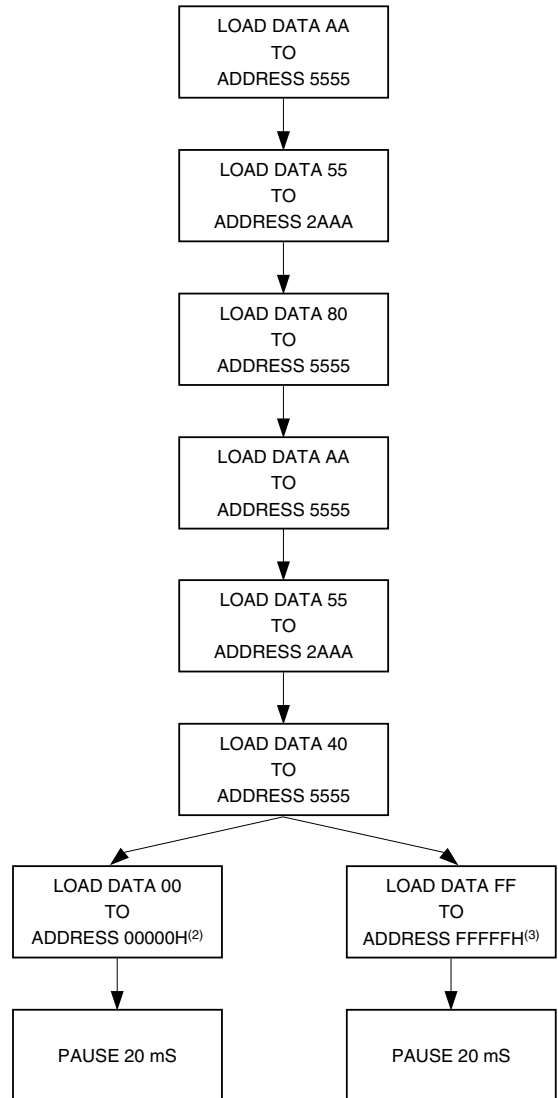 LOAD DATA AA
TO
ADDRESS 5555
LOAD DATA 55
TO
ADDRESS 2AAA
LOAD DATA 80
TO
ADDRESS 5555
LOAD DATA AA
TO
ADDRESS 5555
LOAD DATA 55
TO
ADDRESS 2AAA
LOAD DATA 40
TO
ADDRESS 5555
LOAD DATA 00
TO
ADDRESS 00000H(2)
LOAD DATA FF
TO
ADDRESS FFFFFH(3)
PAUSE 20 mS
PAUSE 20 mS